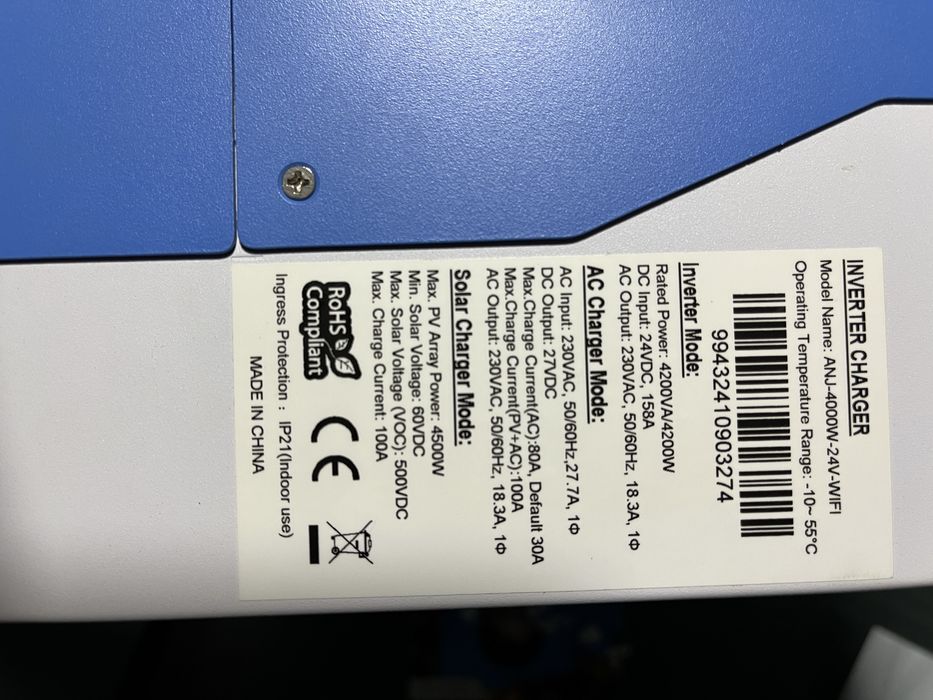 INVERTER CHARGER
Model Name: ANJ-4000W-24V-WIFI
Operating Temperature Range: -10~ 55°C
99432410903274
Inverter Mode:
Rated Power: 4200VA/4200W
DC Input: 24VDC, 158A
AC Output: 230VAC, 50/60Hz, 18.3A, 1Φ
AC Charger Mode:
AC Input: 230VAC, 50/60Hz,27.7A, 1Φ
DC Output: 27VDC
Max.Charge Current(AC):80A, Default 30A
Max.Charge Current(PV+AC):100A
AC Output: 230VAC, 50/60Hz, 18.3A, 1Φ
Solar Charger Mode:
Max. PV Array Power: 4500W
Min. Solar Voltage: 60VDC
Max. Solar Voltage (VOC): 500VDC
Max. Charge Current: 100A
RoHS
Compliant
CE
Ingress Protection : IP21(Indoor use)
MADE IN CHINA